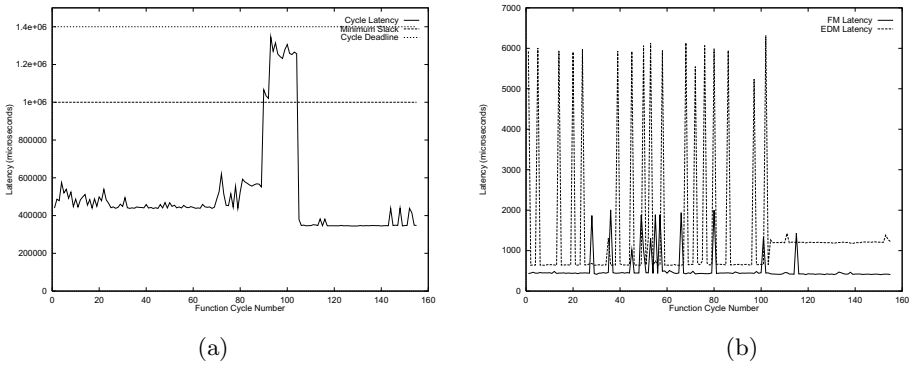 1.4e+06
1.2e+06
1e+06
800000
600000
400000
200000
0
Latency (microseconds)
Cycle Latency
Minimum Slack
Cycle Deadline
0 20 40 60 80 100 120 140 160
Function Cycle Number
(a)
7000
6000
5000
4000
3000
2000
1000
0
Latency (microseconds)
FM Latency
EDM Latency
0 20 40 60 80 100 120 140 160
Function Cycle Number
(b)